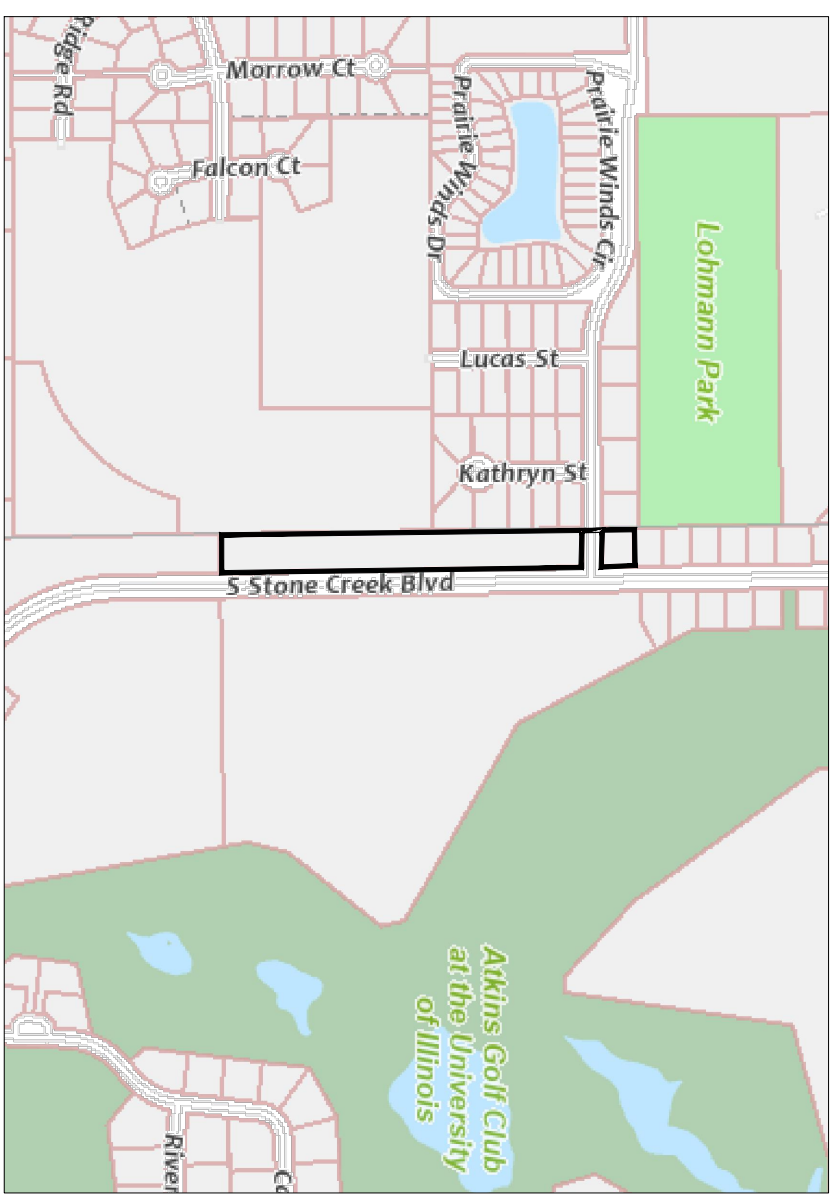 Ridge Rd
Morrow Ct
Falcon Ct
Prairie Winds Dr
Prairie Winds Cir
Lohmann Park
Lucas St
Kathryn St
S Stone Creek Blvd
Atkins Golf Club
at the University
of Illinois
River
Co